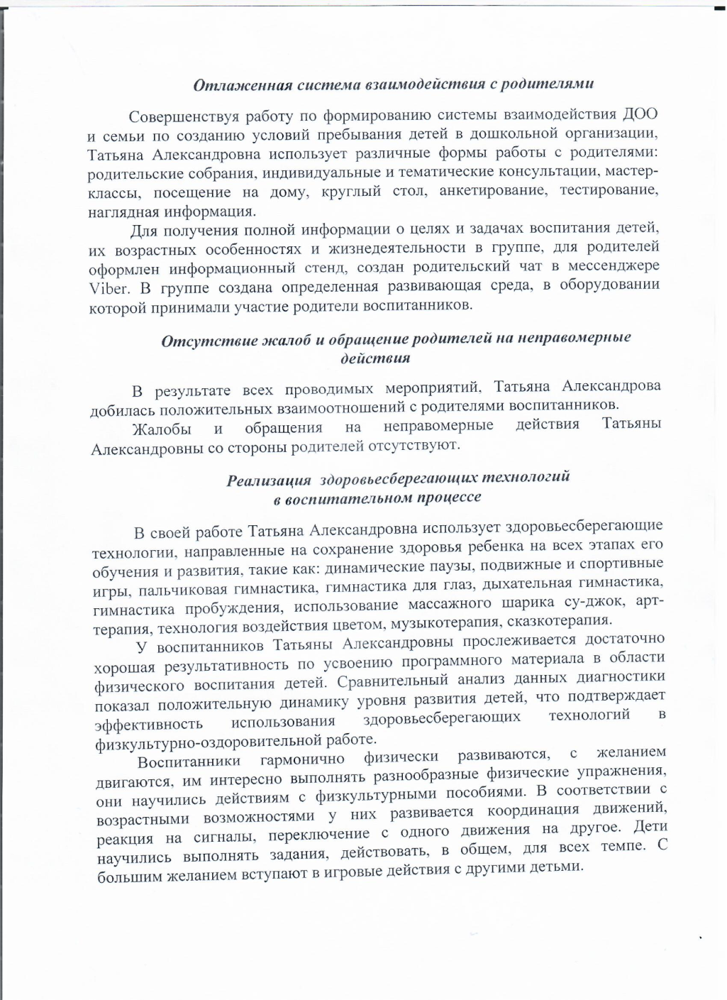 Отлаженная система взаимодействия с родителями
Совершенствуя работу по формированию системы взаимодействия ДОО
и семьи по созданию условий пребывания детей в дошкольной организации,
Татьяна Александровна использует различные формы работы с родителями:
родительские собрания, индивидуальные и тематические консультации, мастер-
классы, посещение на дому, круглый стол, анкетирование, тестирование,
наглядная информация.
Для получения полной информации о целях и задачах воспитания детей,
их возрастных особенностях и жизнедеятельности в группе, для родителей
оформлен информационный стенд, создан родительский чат в мессенджере
Viber. В группе создана определенная развивающая среда, в оборудовании
которой принимали участие родители воспитанников.
Отсутствие жалоб и обращение родителей на неправомерные
действия
В результате всех проводимых мероприятий, Татьяна Александрова
добилась положительных взаимоотношений с родителями воспитанников.
Жалобы и обращения на неправомерные действия Татьяны
Александровны со стороны родителей отсутствуют.
Реализация здоровьесберегающих технологий
в воспитательном процессе
В своей работе Татьяна Александровна использует здоровьесберегающие
технологии, направленные на сохранение здоровья ребенка на всех этапах его
обучения и развития, такие как: динамические паузы, подвижные и спортивные
игры, пальчиковая гимнастика, гимнастика для глаз, дыхательная гимнастика,
гимнастика пробуждения, использование массажного шарика су-джок, арт-
терапия, технология воздействия цветом, музыкотерапия, сказкотерапия.
У воспитанников Татьяны Александровны прослеживается достаточно
хорошая результативность по усвоению программного материала в области
физического воспитания детей. Сравнительный анализ данных диагностики
показал положительную динамику уровня развития детей, что подтверждает
эффективность использования здоровьесберегающих технологий в
физкультурно-оздоровительной работе.
Воспитанники гармонично физически развиваются, с желанием
двигаются, им интересно выполнять разнообразные физические упражнения,
они научились действиям с физкультурными пособиями. В соответствии с
возрастными возможностями у них развивается координация движений,
реакция на сигналы, переключение с одного движения на другое. Дети
научились выполнять задания, действовать, в общем, для всех темпе. С
большим желанием вступают в игровые действия с другими детьми.